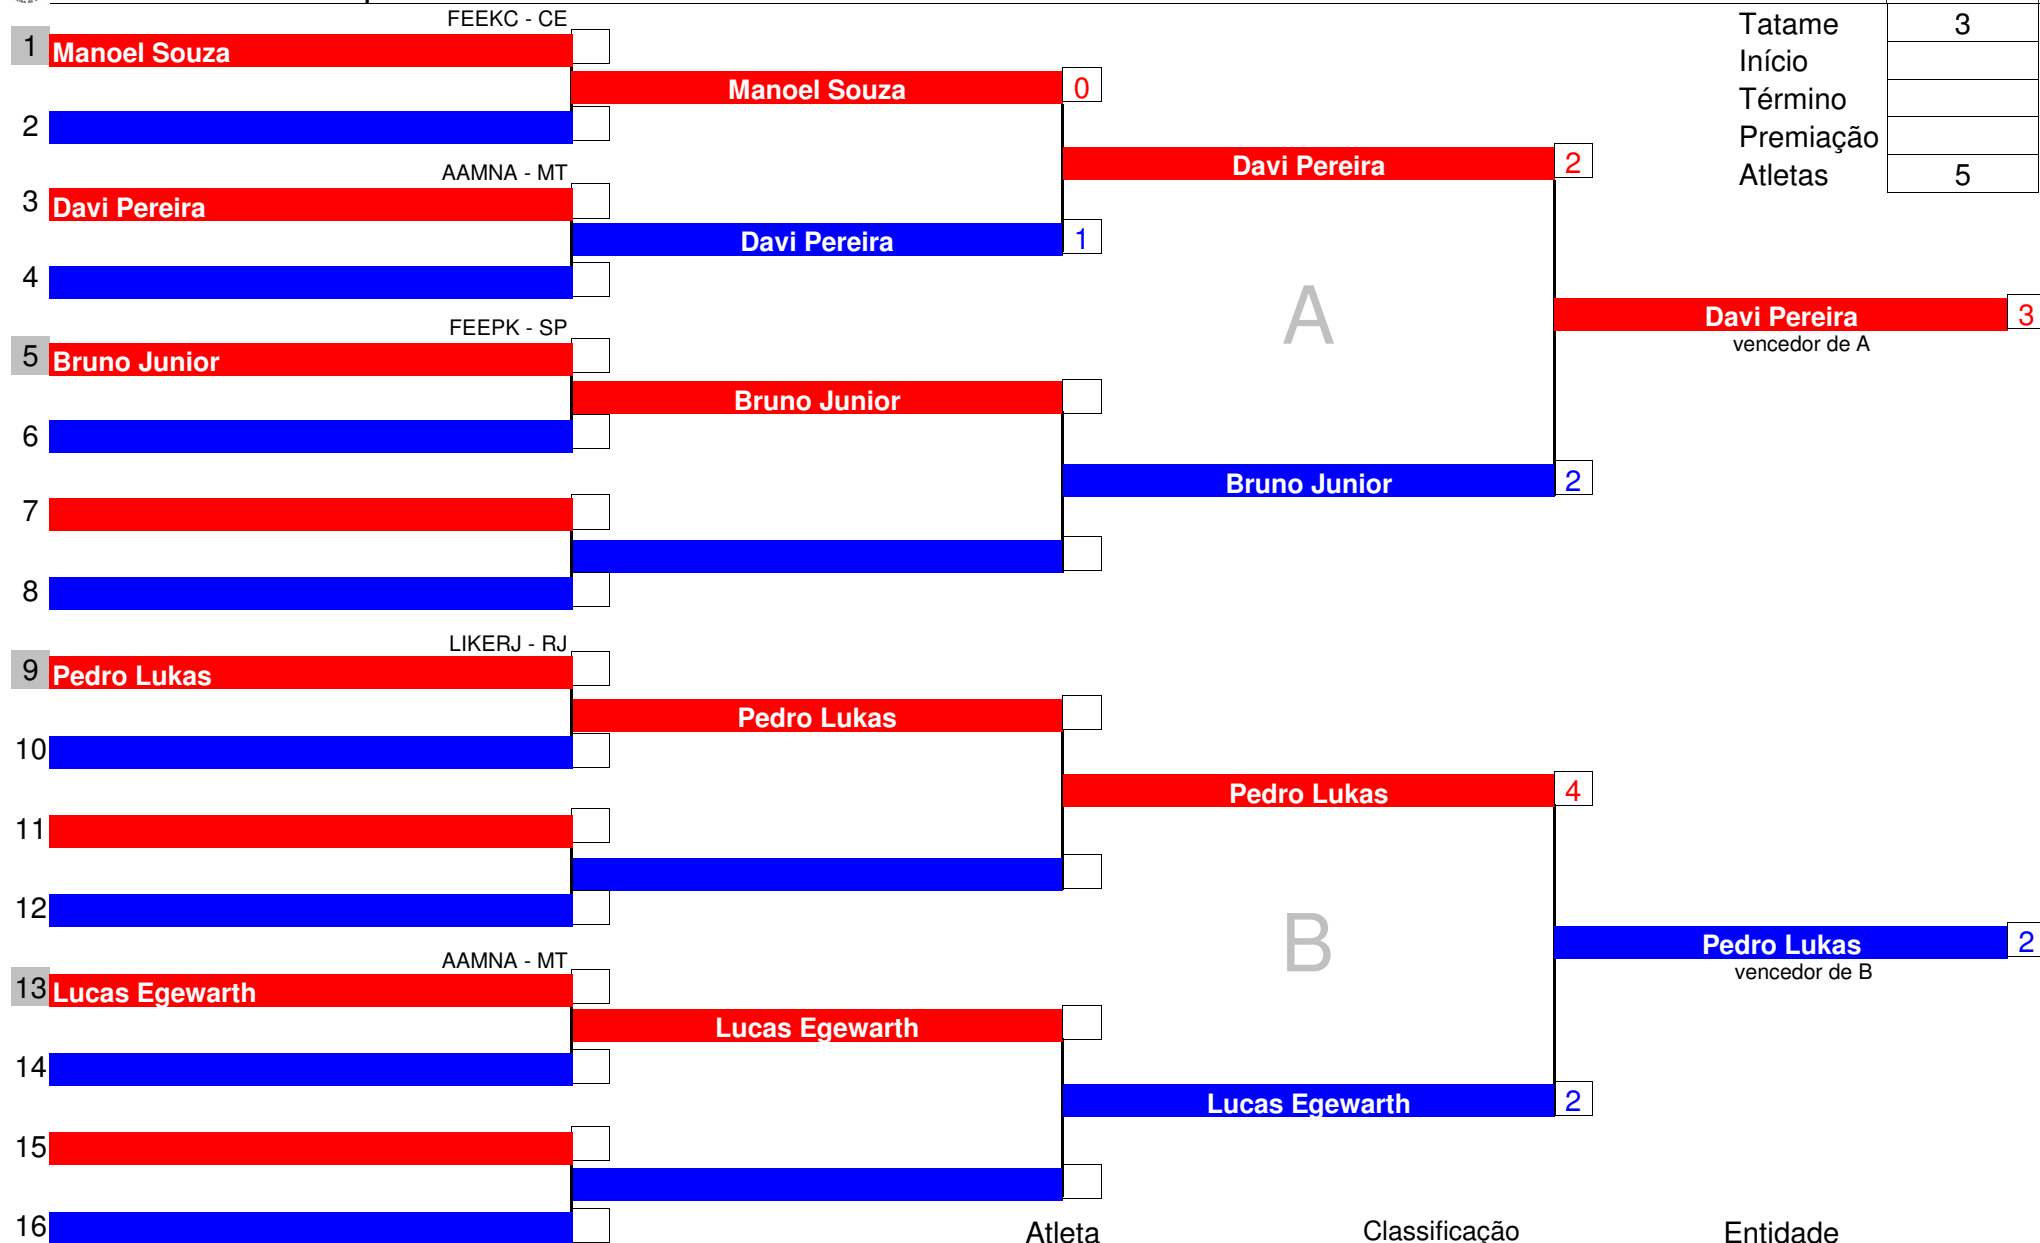 FEEKC - CE
Tatame 3
1 Manoel Souza
Início
Manoel Souza 0
Término
2
Premiação
Davi Pereira 2
AAMNA - MT
Atletas 5
3 Davi Pereira
Davi Pereira 1
4
A
Davi Pereira 3
FEEPK - SP
vencedor de A
5 Bruno Junior
Bruno Junior
6
Bruno Junior 2
7
8
LIKERJ - RJ
9 Pedro Lukas
Pedro Lukas
10
Pedro Lukas 4
11
12
B
Pedro Lukas 2
AAMNA - MT
vencedor de B
13 Lucas Egewarth
Lucas Egewarth
14
Lucas Egewarth 2
15
16
Atleta Classificação Entidade